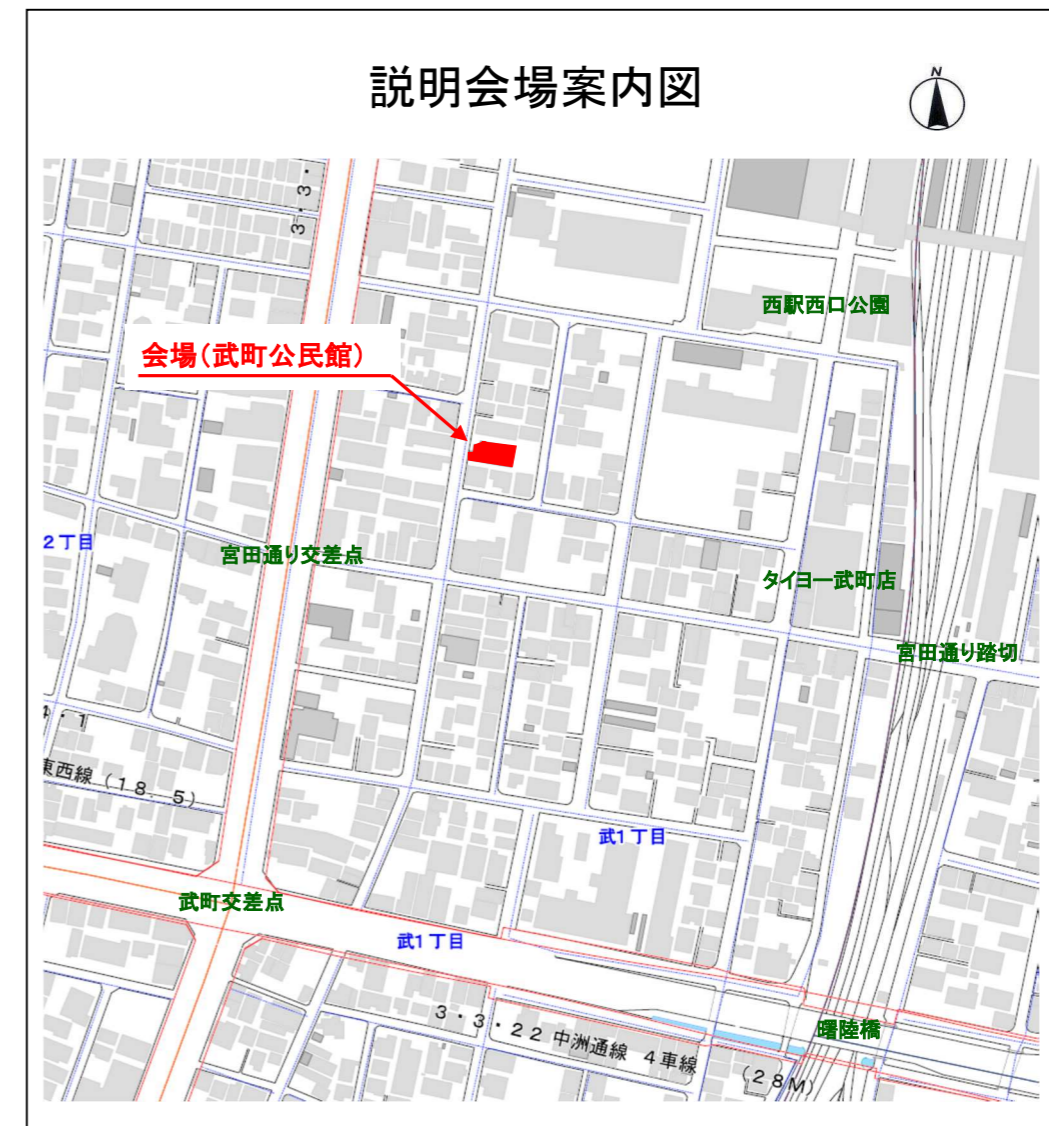 説明会場案内図
N
3・3・
西駅西口公園
会場(武町公民館)
2丁目
宮田通り交差点
タイヨー武町店
宮田通り踏切
4・1
東西線(18.5)
武1丁目
武町交差点
武1丁目
3・3・22 中洲通線 4車線 (28M)
曙陸橋